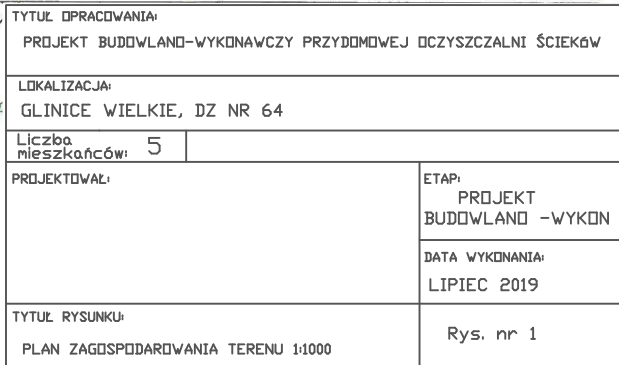 TYTUŁ OPRACOWANIA:
PROJEKT BUDOWLANO-WYKONAWCZY PRZYDOMOWEJ OCZYSZCZALNI ŚCIEKÓW
LOKALIZACJA:
GLINICE WIELKIE, DZ NR 64
Liczba
mieszkańców: 5
PROJEKTOWAŁ:
ETAP:
PROJEKT
BUDOWLANO -WYKON
DATA WYKONANIA:
LIPIEC 2019
TYTUŁ RYSUNKU:
PLAN ZAGOSPODAROWANIA TERENU 1:1000
Rys. nr 1